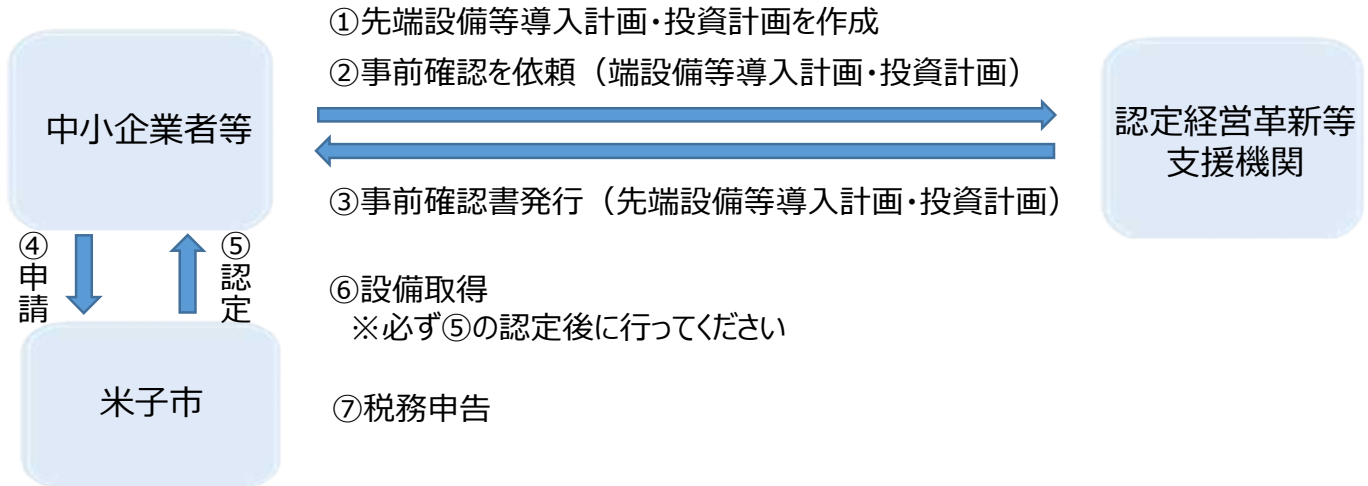 ①先端設備等導入計画・投資計画を作成
②事前確認を依頼（端設備等導入計画・投資計画）
中小企業者等
認定経営革新等
支援機関
③事前確認書発行（先端設備等導入計画・投資計画）
④申請
⑤認定
⑥設備取得
※必ず⑤の認定後に行ってください
米子市
⑦税務申告